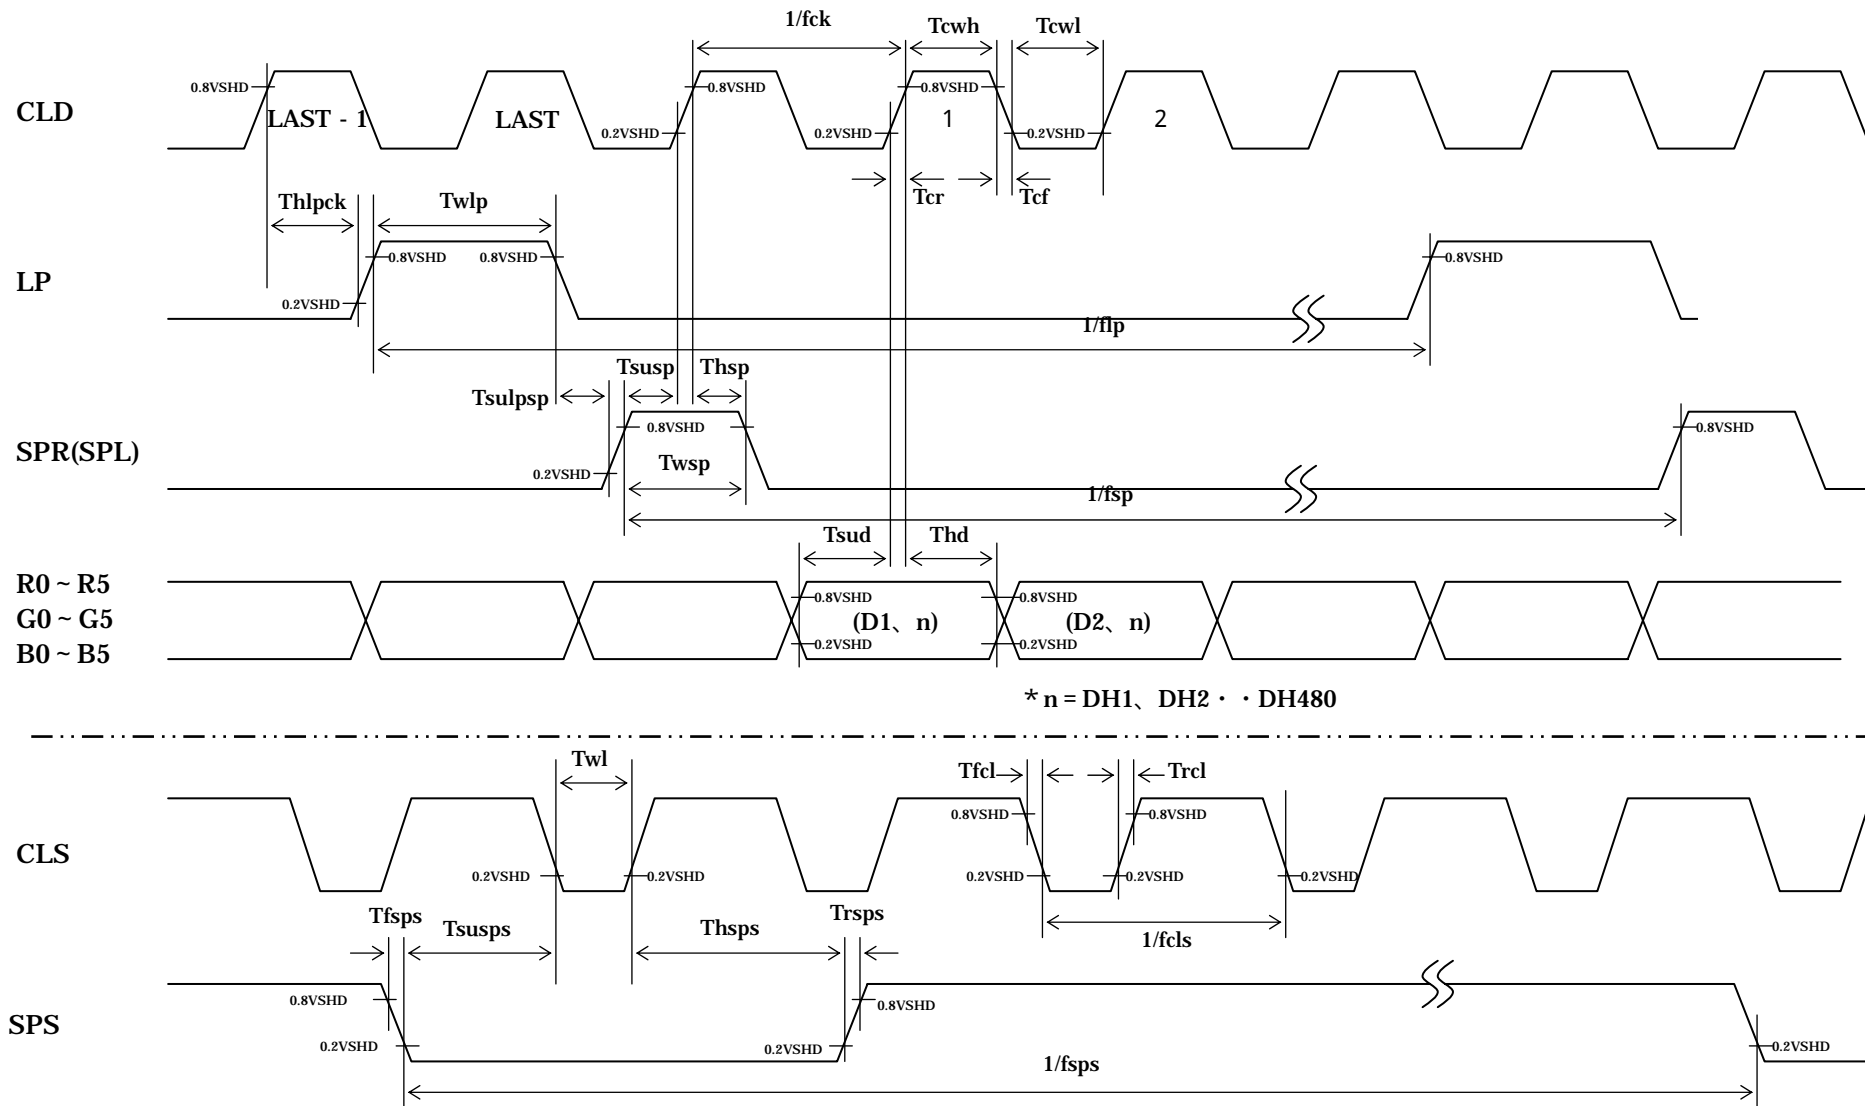 1/fck
Tcwh
Tcwl
CLD
0.8VSHD
LAST - 1
LAST
0.2VSHD
0.8VSHD
0.2VSHD
0.8VSHD
1
0.2VSHD
2
Tcr
Tcf
Thlpck
Twlp
LP
0.8VSHD
0.8VSHD
0.2VSHD
0.8VSHD
1/flp
Tsulpsp
Tsusp
Thsp
SPR(SPL)
0.8VSHD
0.2VSHD
Twsp
0.8VSHD
1/fsp
Tsud
Thd
R0 ~ R5
G0 ~ G5
B0 ~ B5
0.8VSHD
(D1、n)
0.2VSHD
0.8VSHD
(D2、n)
0.2VSHD
* n = DH1、DH2・・DH480
Twl
Tfcl
Trcl
CLS
0.8VSHD
0.8VSHD
0.2VSHD
0.2VSHD
0.2VSHD
0.2VSHD
0.2VSHD
Tfsps
Tsusps
Thsps
Trsps
1/fcls
SPS
0.8VSHD
0.2VSHD
0.8VSHD
0.2VSHD
0.2VSHD
1/fsps